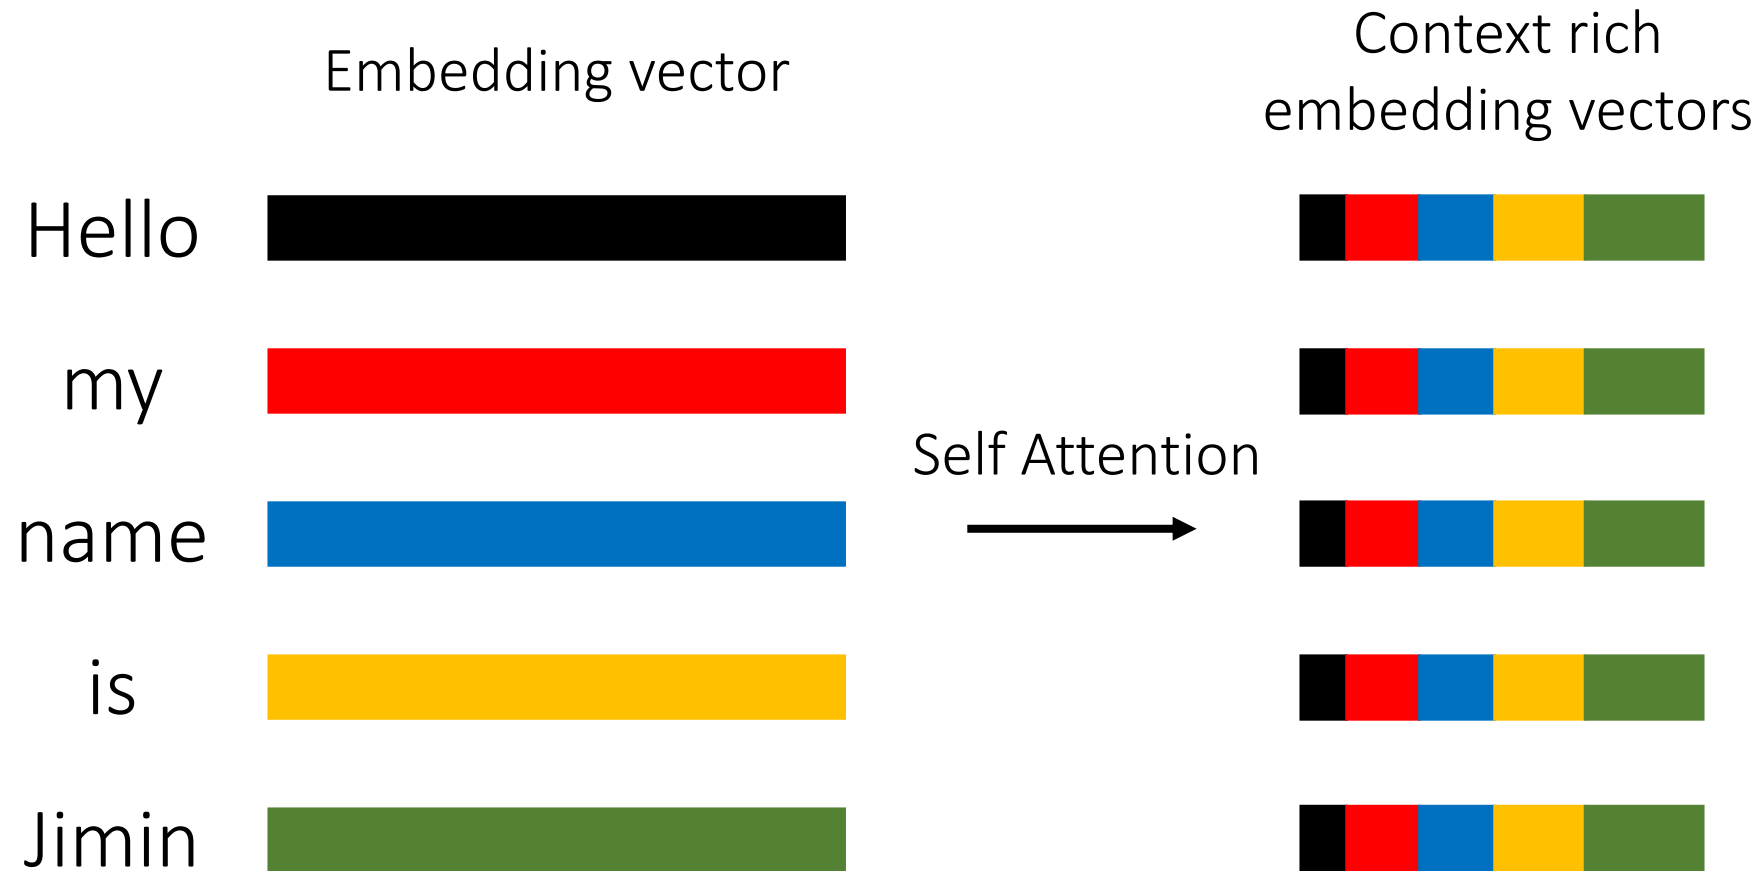 Embedding vector
Context rich
embedding vectors
Hello
my
Self Attention
name
is
Jimin